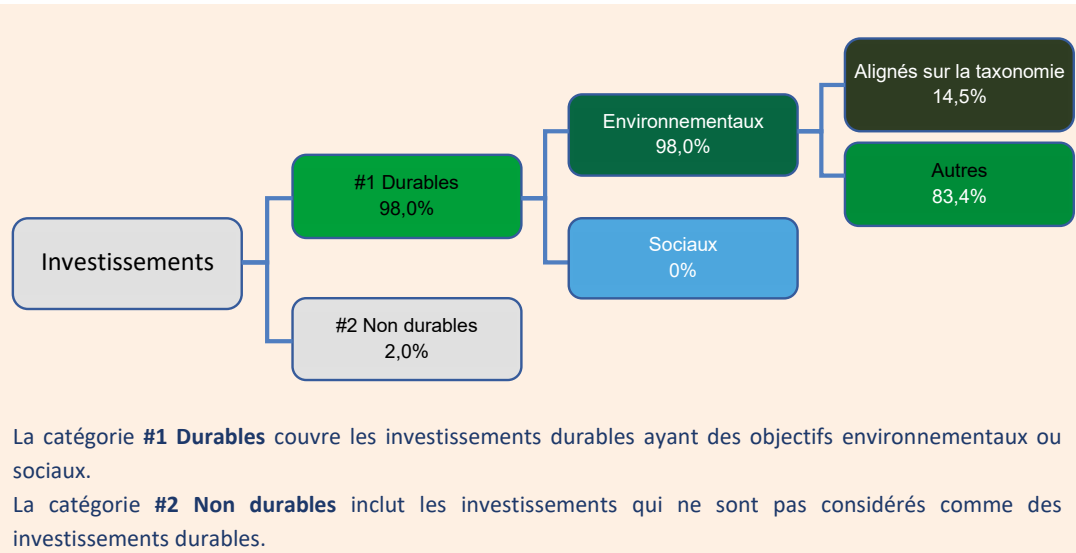 Alignés sur la taxonomie
14,5%
Environnementaux
98,0%
Autres
83,4%
#1 Durables
98,0%
Sociaux
0%
Investissements
#2 Non durables
2,0%
La catégorie #1 Durables couvre les investissements durables ayant des objectifs environnementaux ou
sociaux.
La catégorie #2 Non durables inclut les investissements qui ne sont pas considérés comme des
investissements durables.